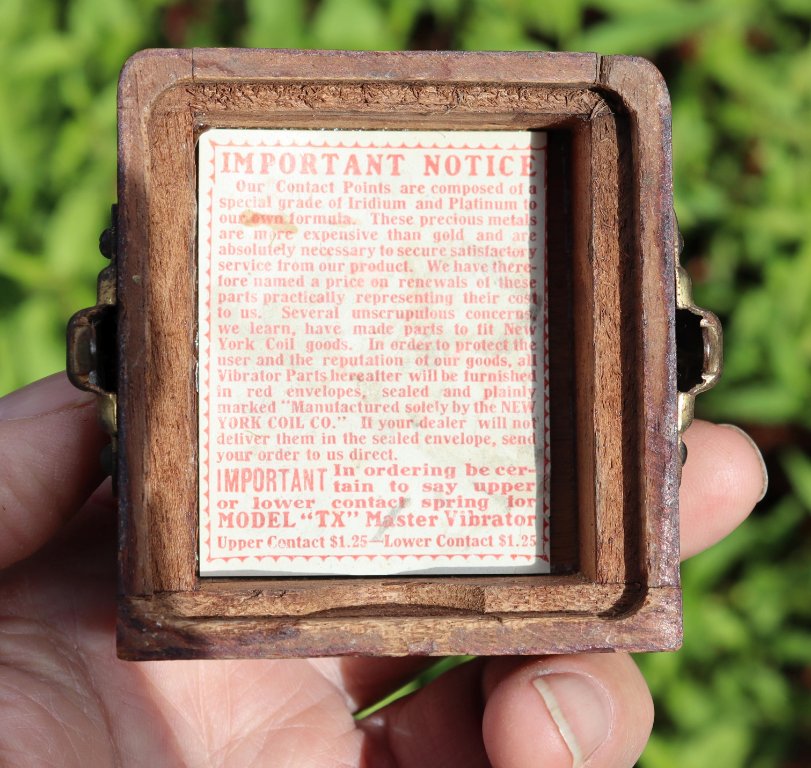 IMPORTANT NOTICE
Our Contact Points are composed of a
special grade of Iridium and Platinum to
our own formula. These precious metals
are more expensive than gold and are
absolutely necessary to secure satisfactory
service from our product. We have there-
fore named a price on renewals of these
parts practically representing their cost
to us. Several unscrupulous concerns,
we learn, have made parts to fit New
York Coil goods. In order to protect the
user and the reputation of our goods, all
Vibrator Parts hereafter will be furnished
in red envelopes, sealed and plainly
marked "Manufactured solely by the NEW
YORK COIL CO." If your dealer will not
deliver them in the sealed envelope, send
your order to us direct.
IMPORTANT In ordering be cer-
tain to say upper
or lower contact spring for
MODEL "TX" Master Vibrator
Upper Contact $1.25—Lower Contact $1.25